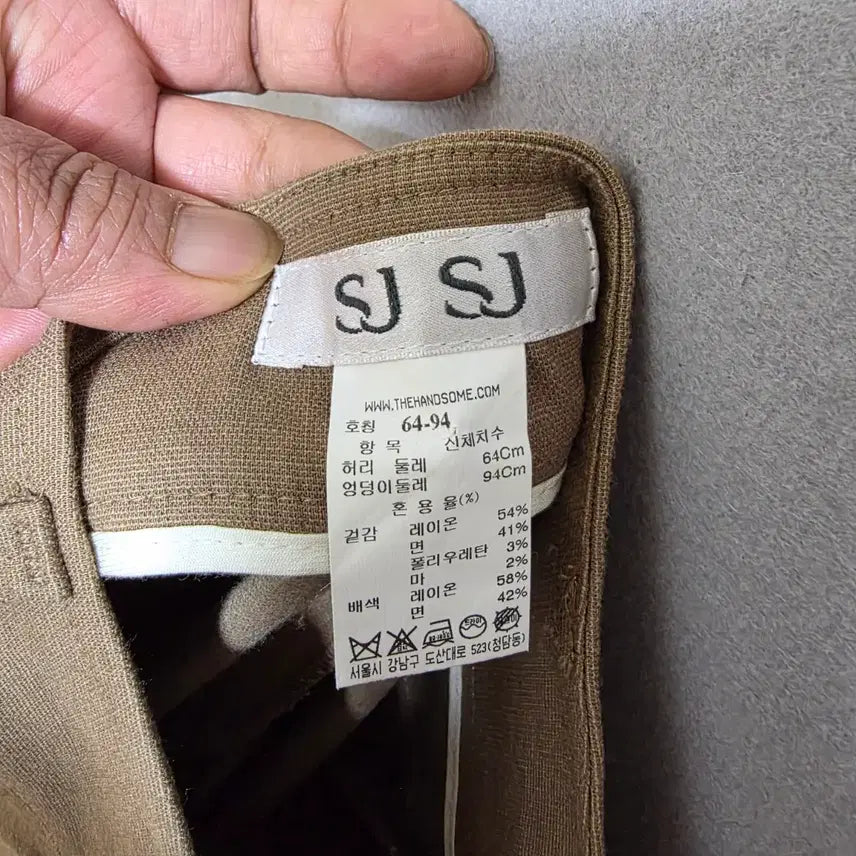 SJ SJ
WWW.THEHANDSOME.COM
호칭 64-94
항 목 신체치수
허리 둘레 64Cm
엉덩이둘레 94Cm
혼 용 율(%)
겉감 레이온 54%
면 41%
폴리우레탄 3%
마 2%
배색 레이온 58%
면 42%
서울시 강남구 도산대로 523(청담동)